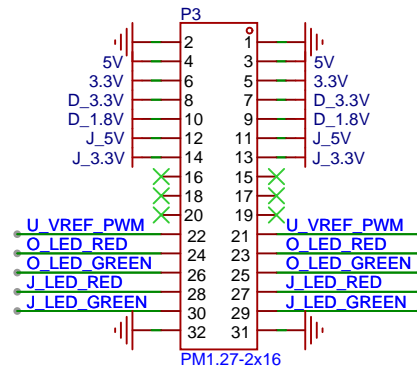 P3
2 1
5V 4 3 5V
3.3V 6 5 3.3V
D_3.3V 8 7 D_3.3V
D_1.8V 10 9 D_1.8V
J_5V 12 11 J_5V
J_3.3V 14 13 J_3.3V
16 15
18 17
20 19
U_VREF_PWM 22 21 U_VREF_PWM
O_LED_RED 24 23 O_LED_RED
O_LED_GREEN 26 25 O_LED_GREEN
J_LED_RED 28 27 J_LED_RED
J_LED_GREEN 30 29 J_LED_GREEN
32 31
PM1.27-2x16